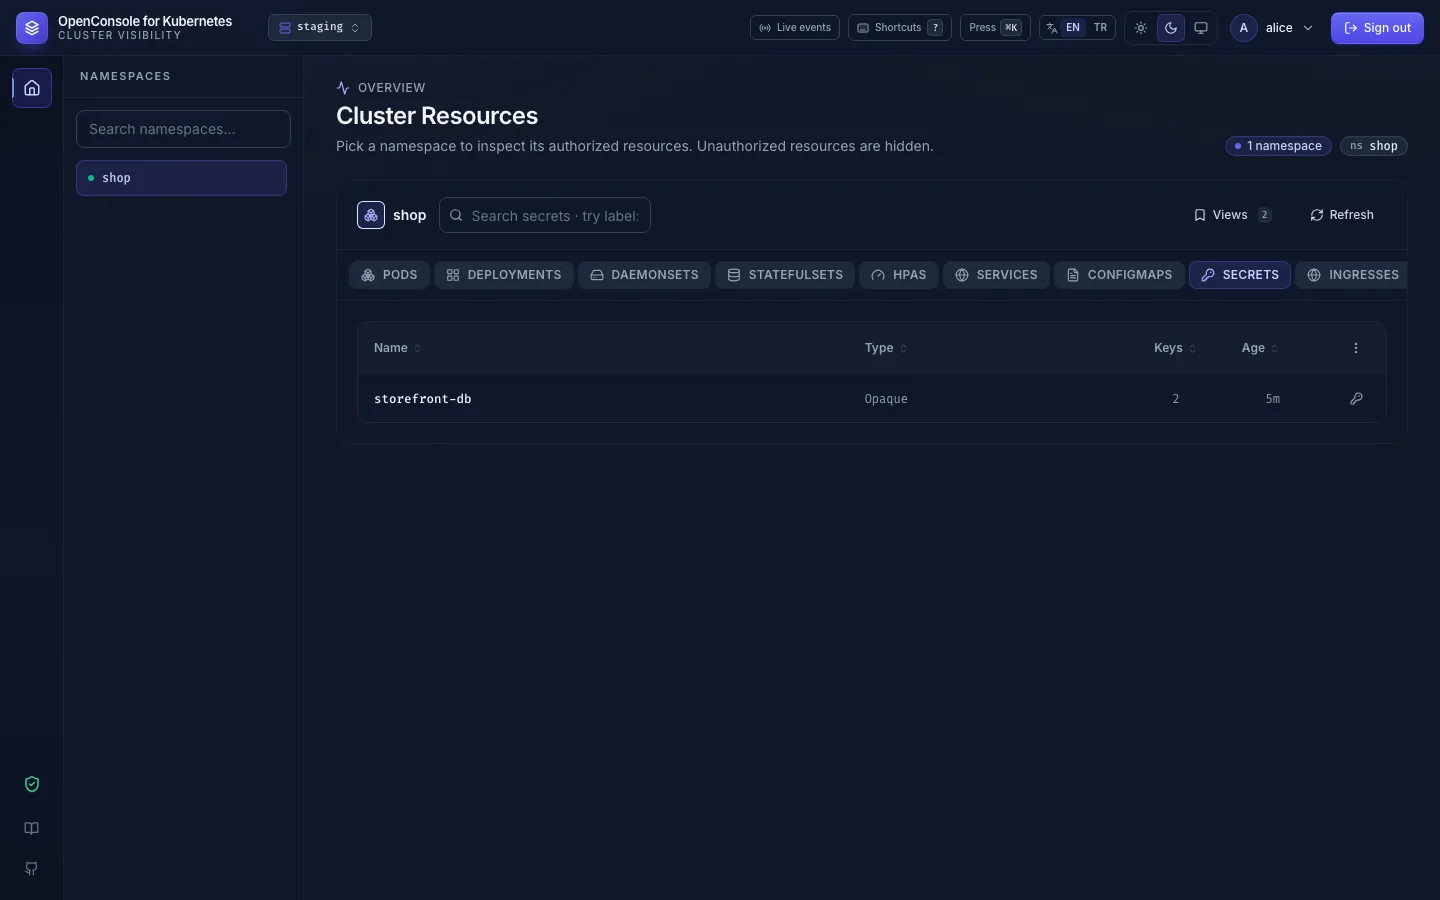 OpenConsole for Kubernetes
CLUSTER VISIBILITY
staging
Live events
Shortcuts ?
Press ⌘K
EN TR
A alice
Sign out
NAMESPACES
Search namespaces...
shop
OVERVIEW
Cluster Resources
Pick a namespace to inspect its authorized resources. Unauthorized resources are hidden.
1 namespace
ns shop
shop
Search secrets · try label:
Views 2
Refresh
PODS
DEPLOYMENTS
DAEMONSETS
STATEFULSETS
HPAS
SERVICES
CONFIGMAPS
SECRETS
INGRESSES
Name Type Keys Age
storefront-db Opaque 2 5m